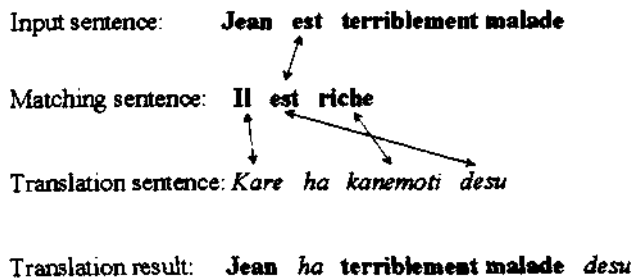 Input sentence: Jean est terriblement malade
Matching sentence: Il est riche
Translation sentence: Kare ha kanemoti desu
Translation result: Jean ha terriblement malade desu